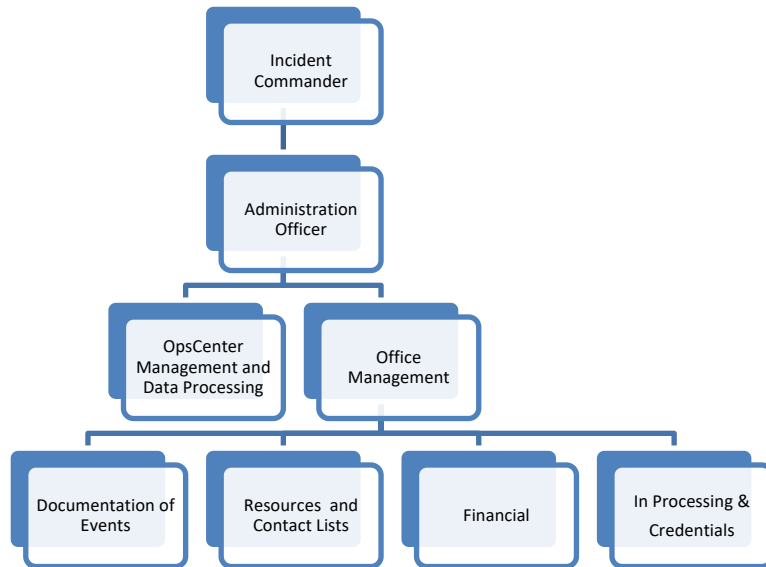 Incident
Commander
Administration
Officer
OpsCenter
Management and
Data Processing
Office
Management
Documentation of
Events
Resources  and
Contact Lists
Financial
In Processing &
Credentials